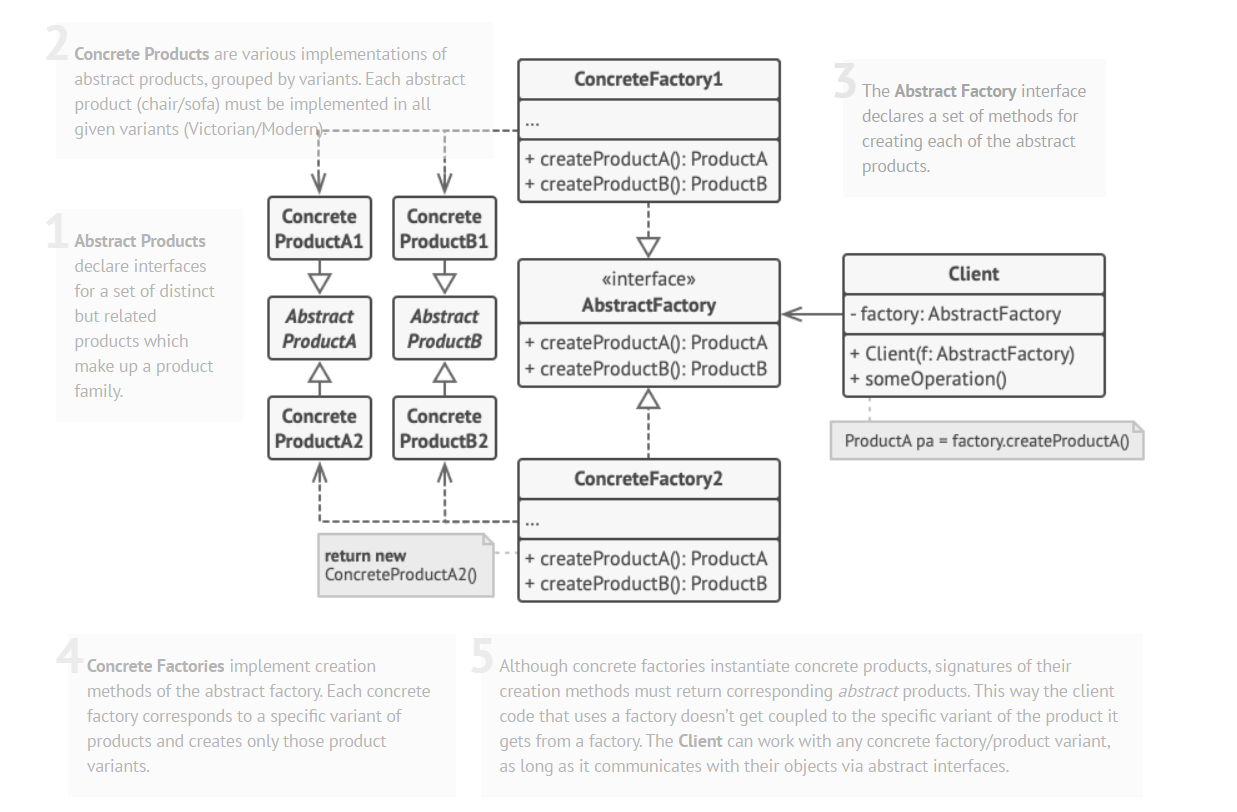 2
Concrete Products are various implementations of
abstract products, grouped by variants. Each abstract
product (chair/sofa) must be implemented in all
given variants (Victorian/Modern).
ConcreteFactory1
...
+ createProductA(): ProductA
+ createProductB(): ProductB
3
The Abstract Factory interface
declares a set of methods for
creating each of the abstract
products.
1
Abstract Products
declare interfaces
for a set of distinct
but related
products which
make up a product
family.
Concrete
ProductA1
Concrete
ProductB1
Abstract
ProductA
Abstract
ProductB
Concrete
ProductA2
Concrete
ProductB2
«interface»
AbstractFactory
+ createProductA(): ProductA
+ createProductB(): ProductB
Client
- factory: AbstractFactory
+ Client(f: AbstractFactory)
+ someOperation()
ProductA pa = factory.createProductA()
ConcreteFactory2
...
+ createProductA(): ProductA
+ createProductB(): ProductB
return new
ConcreteProductA2()
4
Concrete Factories implement creation
methods of the abstract factory. Each concrete
factory corresponds to a specific variant of
products and creates only those product
variants.
5
Although concrete factories instantiate concrete products, signatures of their
creation methods must return corresponding abstract products. This way the client
code that uses a factory doesn’t get coupled to the specific variant of the product it
gets from a factory. The Client can work with any concrete factory/product variant,
as long as it communicates with their objects via abstract interfaces.